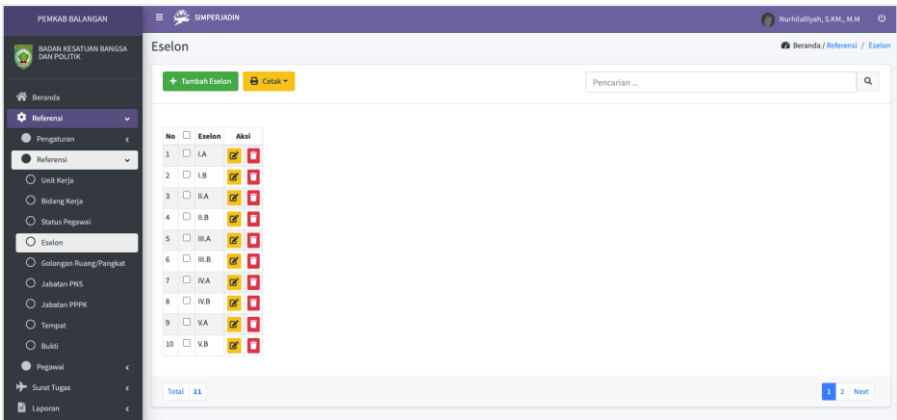 PEMKAB BALANGAN
SIMPERJADIN
Nurhilalliyah, S.KM., M.M
BADAN KESATUAN BANGSA
DAN POLITIK
Eselon
Beranda / Referensi / Eselon
Tambah Eselon
Cetak
Pencarian ...
Beranda
Referensi
Pengaturan
Referensi
Unit Kerja
Bidang Kerja
Status Pegawai
Eselon
Golongan Ruang/Pangkat
Jabatan PNS
Jabatan PPPK
Tempat
Bukti
Pegawai
Surat Tugas
Laporan
No Eselon Aksi
1 I.A
2 I.B
3 II.A
4 II.B
5 III.A
6 III.B
7 IV.A
8 IV.B
9 V.A
10 V.B
Total 11
1 2 Next